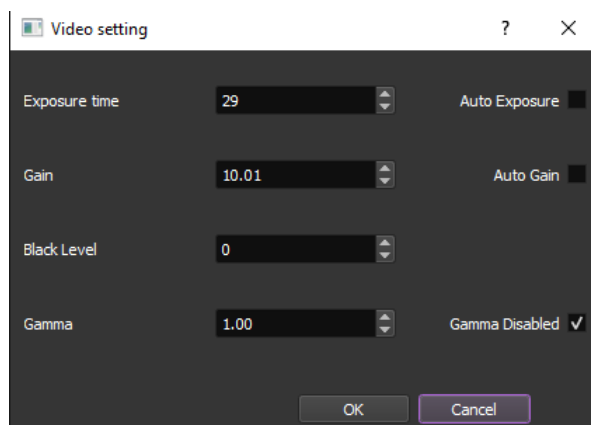 Video setting ?
Exposure time 29 Auto Exposure
Gain 10.01 Auto Gain
Black Level 0
Gamma 1.00 Gamma Disabled
OK Cancel